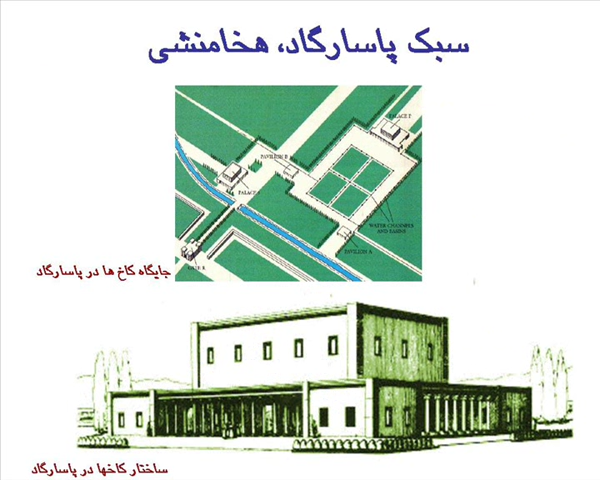 سبک پاسارگاد، هخامنشی
PALACE P
PAVILION B
PALACE
WATER COURSES
AND BASINS
PAVILION A
GATE R
جایگاه کاخ ها در پاسارگاد
ساختار کاخها در پاسارگاد